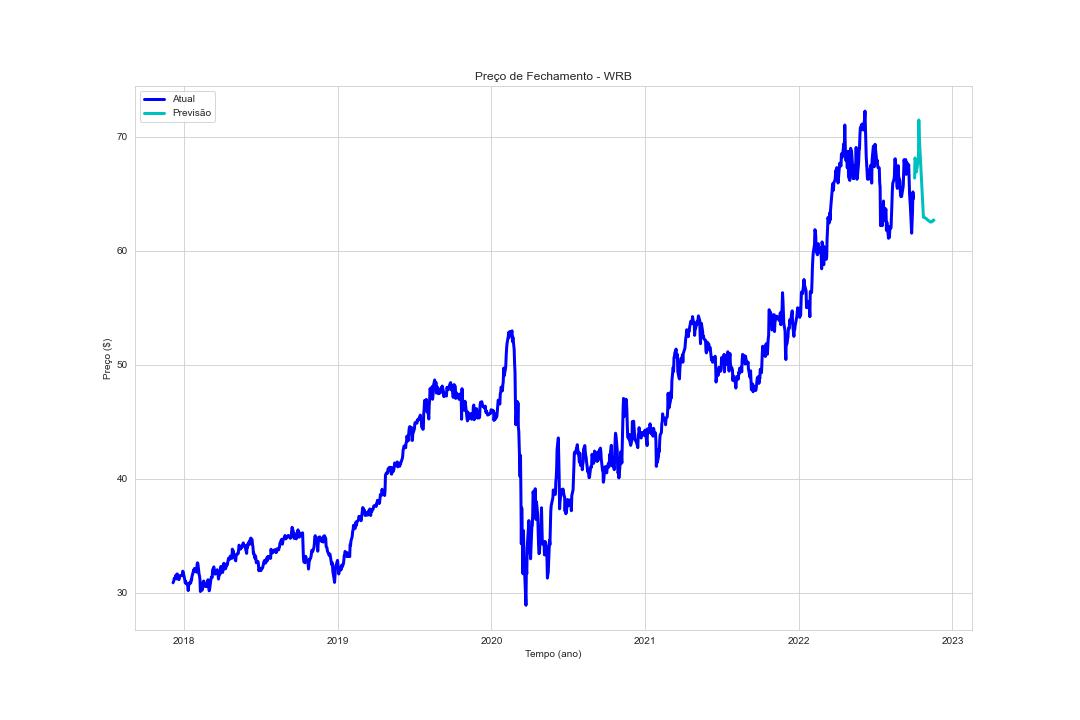 Preço de Fechamento - WRB
Atual
Previsão
70
60
50
40
30
Preço ($)
2018 2019 2020 2021 2022 2023
Tempo (ano)